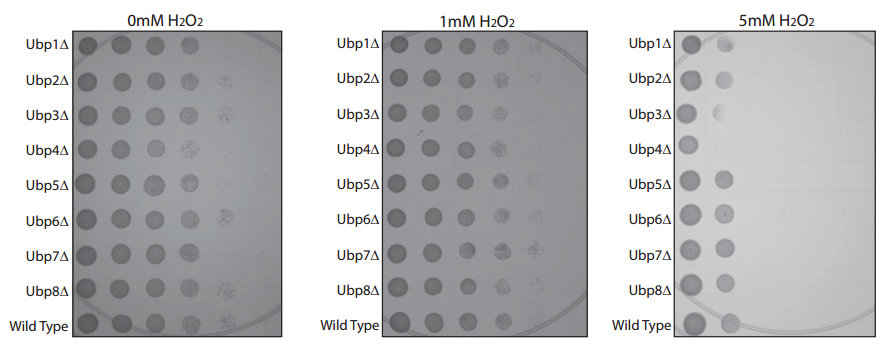 0mM H2O2
Ubp1Δ
Ubp2Δ
Ubp3Δ
Ubp4Δ
Ubp5Δ
Ubp6Δ
Ubp7Δ
Ubp8Δ
Wild Type
1mM H2O2
Ubp1Δ
Ubp2Δ
Ubp3Δ
Ubp4Δ
Ubp5Δ
Ubp6Δ
Ubp7Δ
Ubp8Δ
Wild Type
5mM H2O2
Ubp1Δ
Ubp2Δ
Ubp3Δ
Ubp4Δ
Ubp5Δ
Ubp6Δ
Ubp7Δ
Ubp8Δ
Wild Type